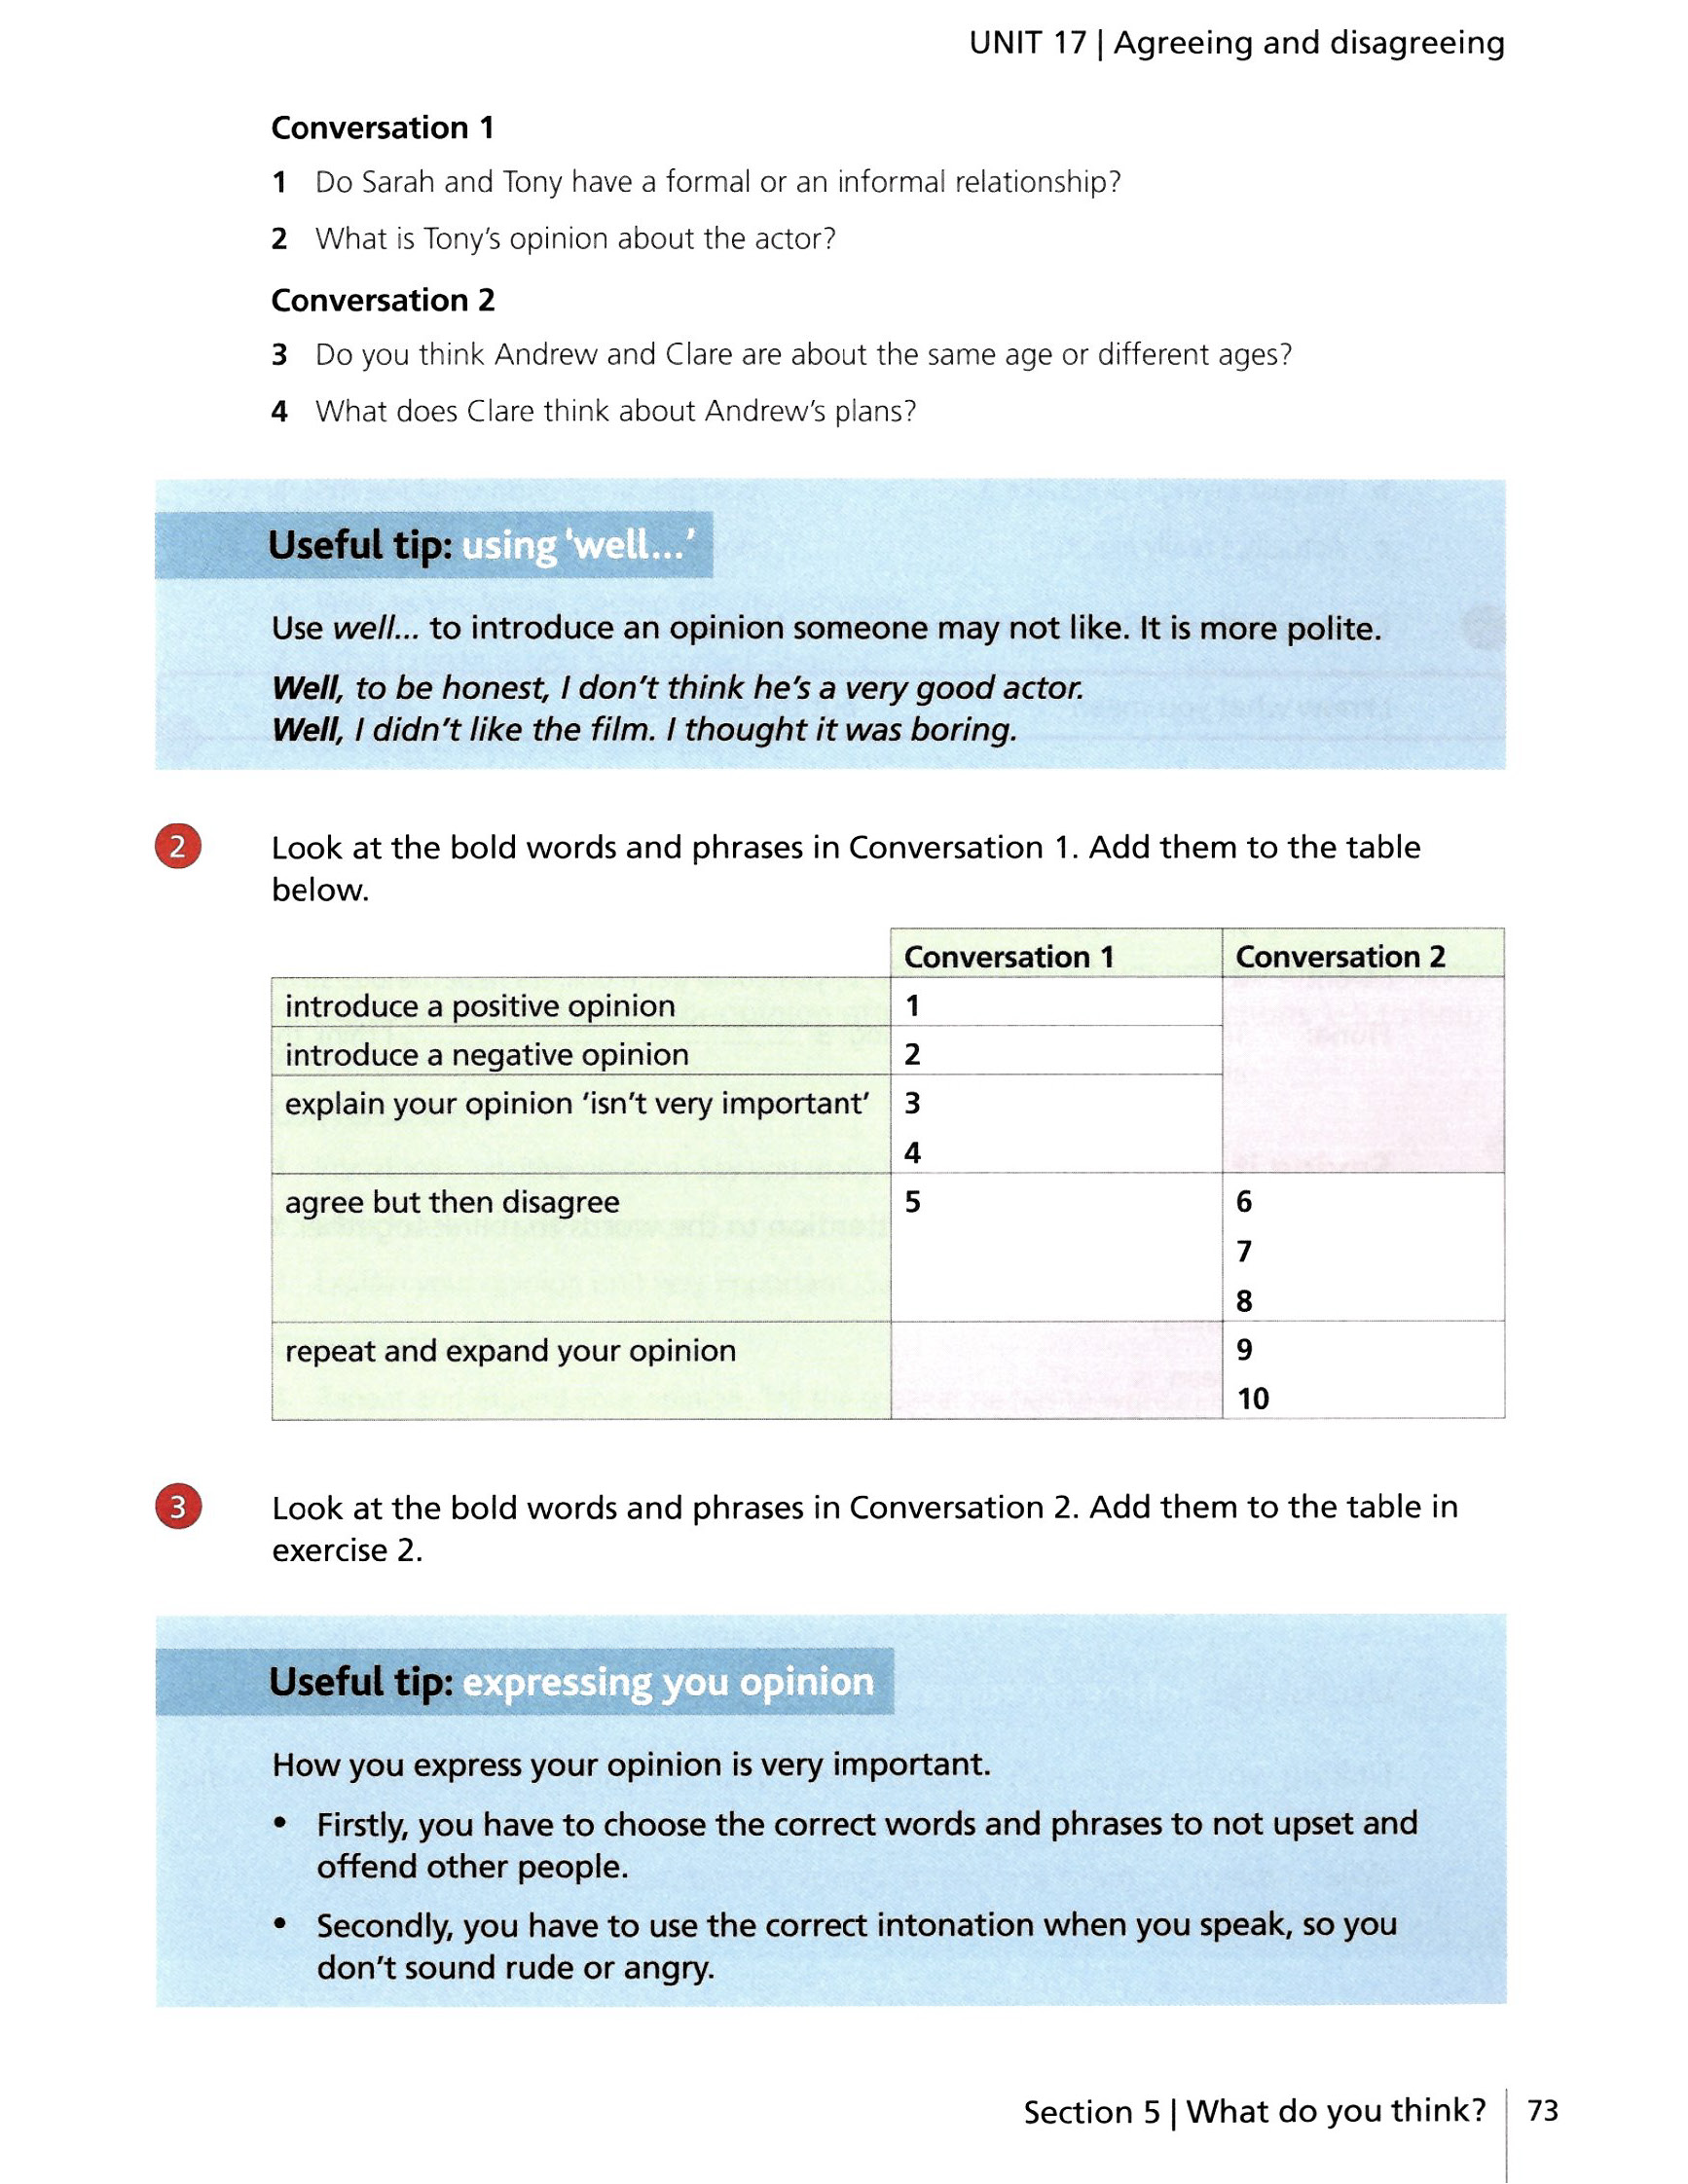 UNIT 17 | Agreeing and disagreeing
Conversation 1
1 Do Sarah and Tony have a formal or an informal relationship?
2 What is Tony's opinion about the actor?
Conversation 2
3 Do you think Andrew and Clare are about the same age or different ages?
4 What does Clare think about Andrew's plans?
Useful tip: using 'well...'
Use well... to introduce an opinion someone may not like. It is more polite.
Well, to be honest, I don't think he's a very good actor.
Well, I didn't like the film. I thought it was boring.
2 Look at the bold words and phrases in Conversation 1. Add them to the table
below.
Conversation 1 Conversation 2
introduce a positive opinion 1
introduce a negative opinion 2
explain your opinion 'isn't very important' 3
4
agree but then disagree 5 6
7
8
repeat and expand your opinion 9
10
3 Look at the bold words and phrases in Conversation 2. Add them to the table in
exercise 2.
Useful tip: expressing you opinion
How you express your opinion is very important.
• Firstly, you have to choose the correct words and phrases to not upset and
offend other people.
• Secondly, you have to use the correct intonation when you speak, so you
don't sound rude or angry.
Section 5 | What do you think? 73